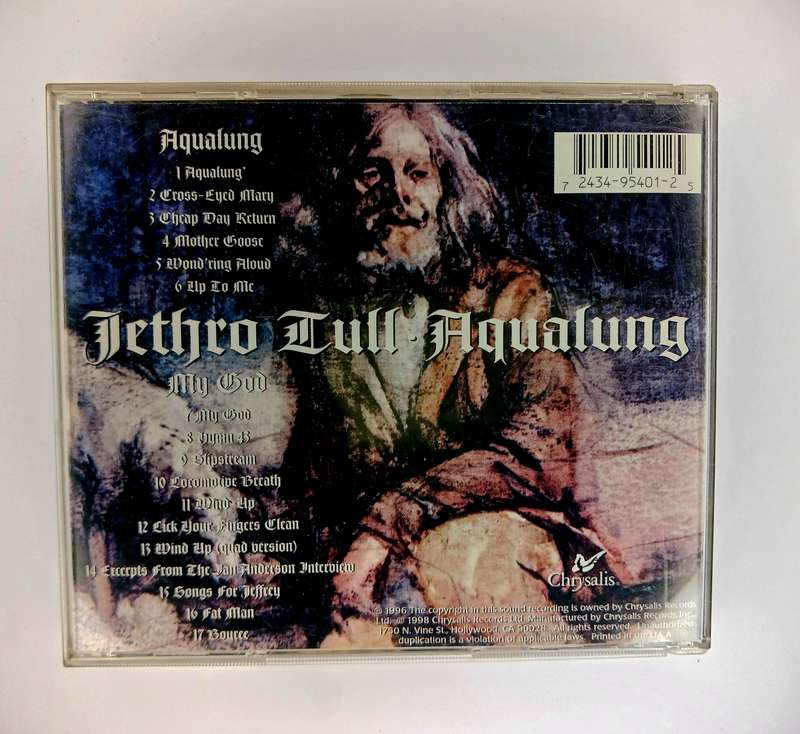 Aqualung
1 Aqualung
2 Cross-Eyed Mary
3 Cheap Day Return
4 Mother Goose
5 Wond'ring Aloud
6 Up To Me
7 2434-95401-2 5
Jethro Tull · Aqualung
My God
7 My God
8 Hymn 43
9 Slipstream
10 Locomotive Breath
11 Wind Up
12 Lick Your Fingers Clean
13 Wind Up (quad version)
14 Excerpts From The Ian Anderson Interview
15 Songs For Jeffrey
16 Fat Man
17 Bouree
Chrysalis
℗ 1996 The copyright in this sound recording is owned by Chrysalis Records
Ltd. © 1998 Chrysalis Records Ltd. Manufactured by Chrysalis Records Inc.,
1750 N. Vine St., Hollywood, CA 90028. All rights reserved. Unauthorized
duplication is a violation of applicable laws. Printed in the U.S.A.